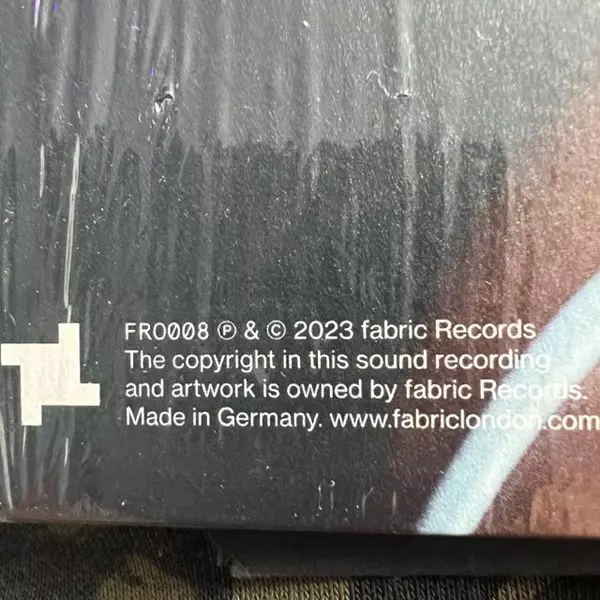 FRO008 ℗ & © 2023 fabric Records
The copyright in this sound recording
and artwork is owned by fabric Records.
Made in Germany. www.fabriclondon.com